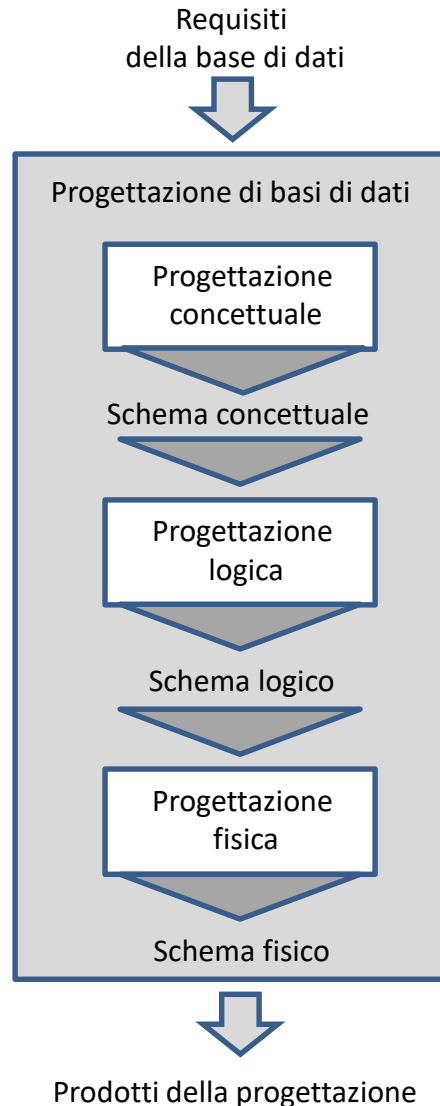 Requisiti
della base di dati
Progettazione di basi di dati
Progettazione
concettuale
Schema concettuale
Progettazione
logica
Schema logico
Progettazione
fisica
Schema fisico
Prodotti della progettazione